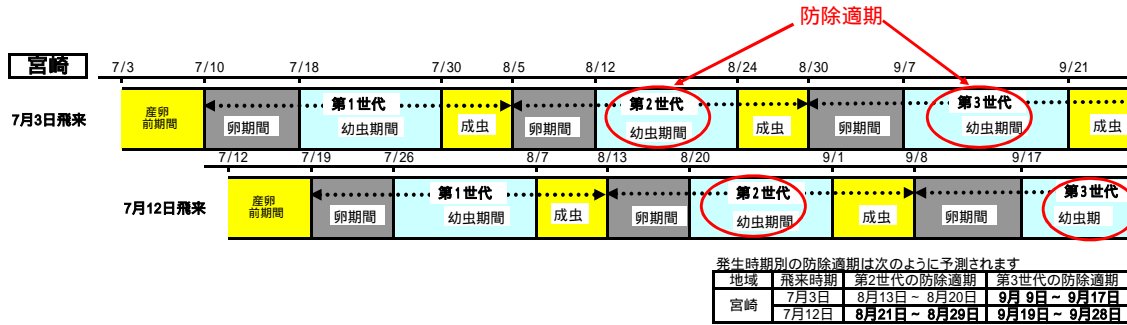 防除適期
宮崎
7/3 7/10 7/18 7/30 8/5 8/12 8/24 8/30 9/7 9/21
7月3日飛来
産卵
前期間
第1世代 第2世代 第3世代
卵期間 幼虫期間 成虫 卵期間 幼虫期間 成虫 卵期間 幼虫期間 成虫
7/12 7/19 7/26 8/7 8/13 8/20 9/1 9/8 9/17
7月12日飛来
産卵
前期間
第1世代 第2世代 第3世代
卵期間 幼虫期間 成虫 卵期間 幼虫期間 成虫 卵期間 幼虫期
発生時期別の防除適期は次のように予測されます
地域 飛来時期 第2世代の防除適期 第3世代の防除適期
宮崎 7月3日 8月13日~ 8月20日 9月 9日~ 9月17日
7月12日 8月21日~ 8月29日 9月19日~ 9月28日